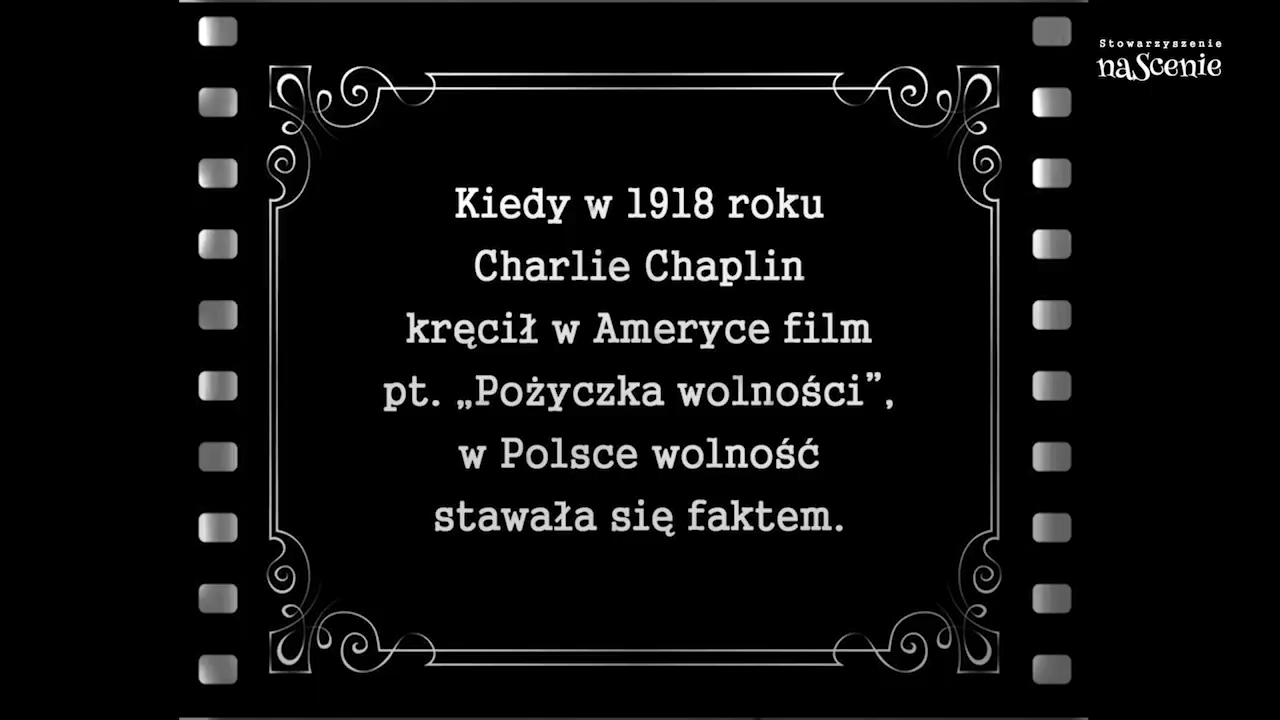 Stowarzyszenie
naScenie
Kiedy w 1918 roku
Charlie Chaplin
kręcił w Ameryce film
pt. „Pożyczka wolności”,
w Polsce wolność
stawała się faktem.